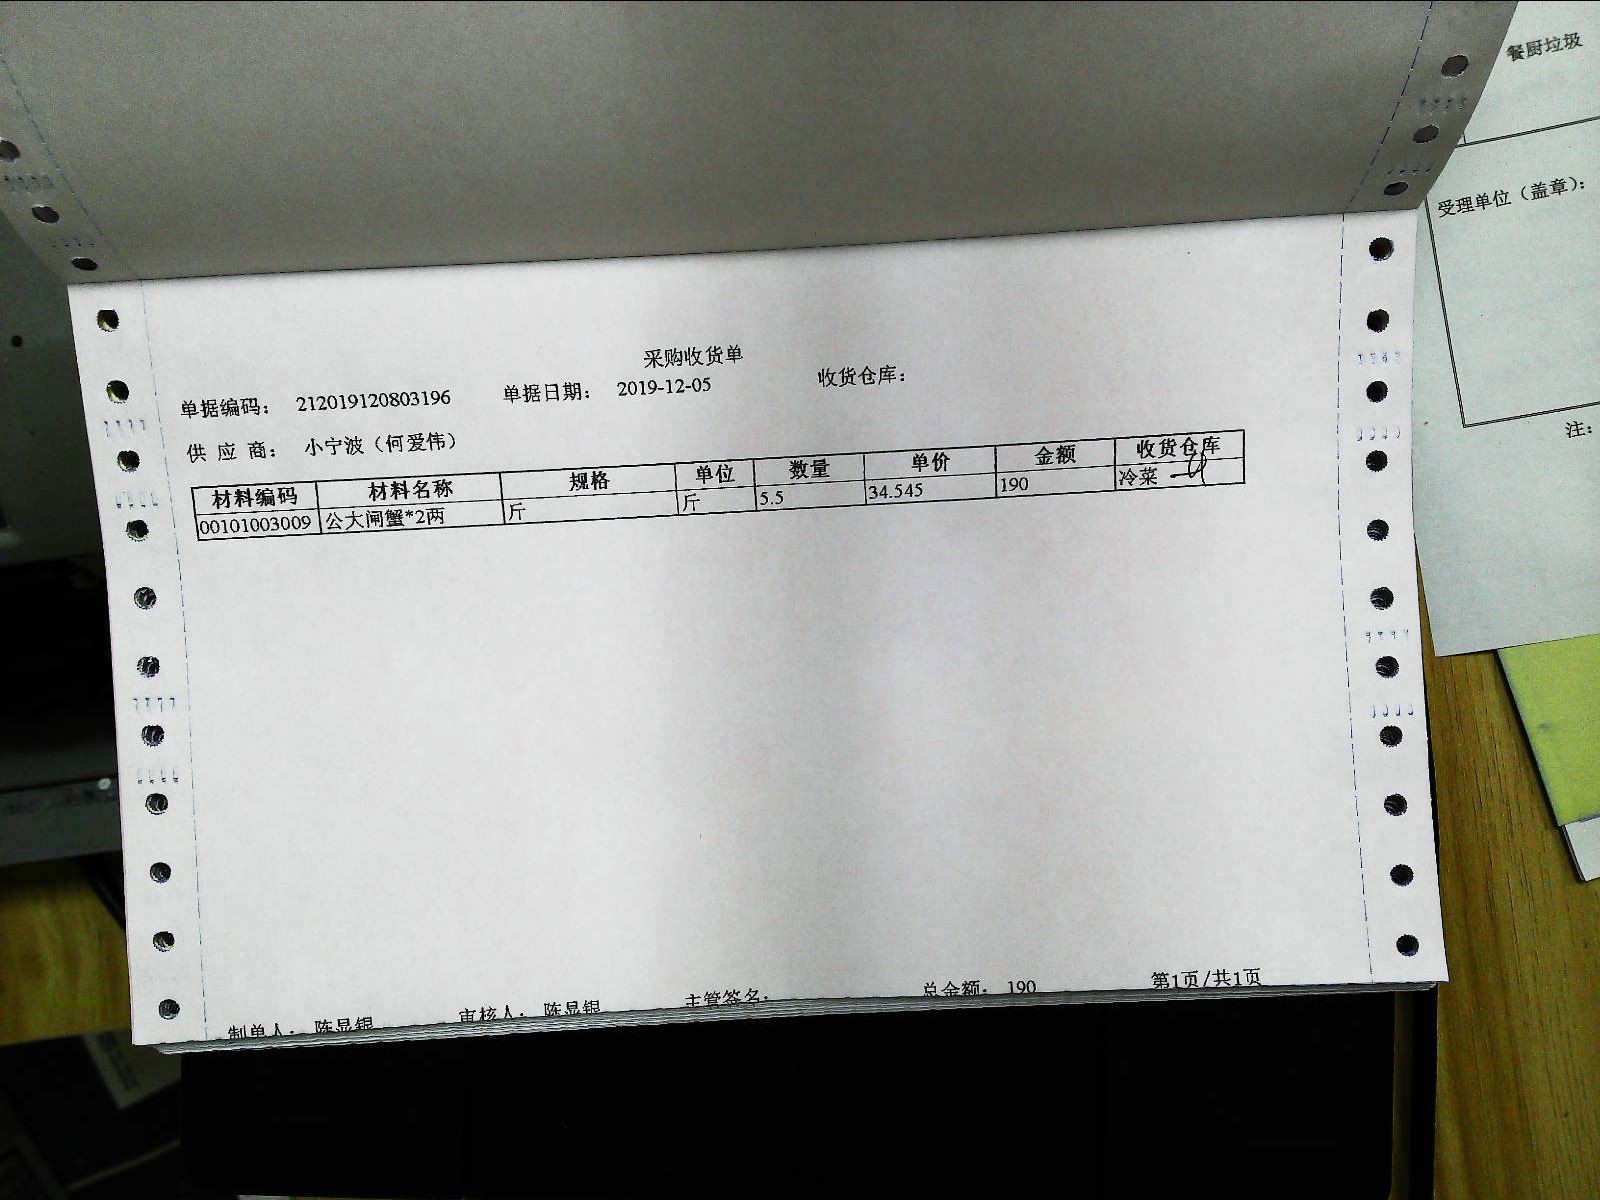 餐厨垃圾
受理单位（盖章）：
注：
采购收货单
单据编码： 212019120803196 单据日期： 2019-12-05 收货仓库：
供 应 商： 小宁波（何爱伟）
材料编码 材料名称 规格 单位 数量 单价 金额 收货仓库
00101003009 公大闸蟹*2两 斤 斤 5.5 34.545 190 冷菜
制单人： 陈显银 审核人： 陈显银 主管签名： 总金额： 190 第1页/共1页